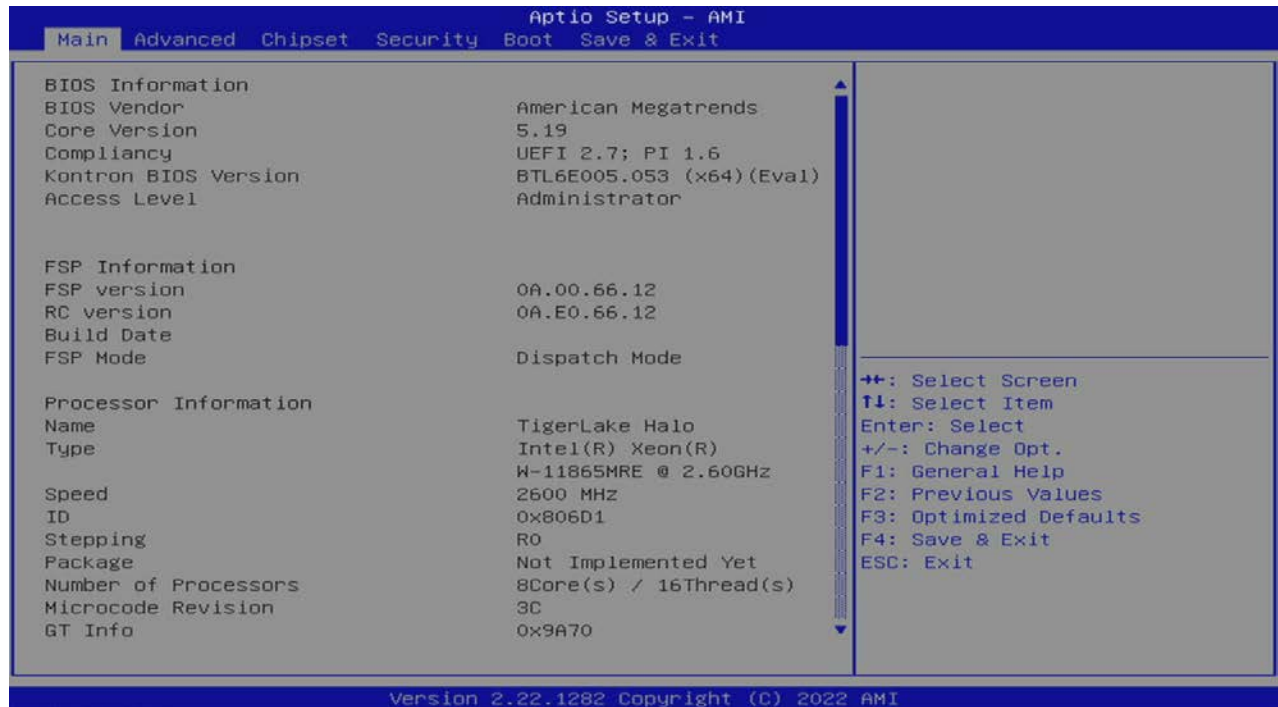 Aptio Setup – AMI
Main Advanced Chipset Security Boot Save & Exit
BIOS Information
BIOS Vendor American Megatrends
Core Version 5.19
Compliancy UEFI 2.7; PI 1.6
Kontron BIOS Version BTL6E005.053 (x64)(Eval)
Access Level Administrator
FSP Information
FSP version 0A.00.66.12
RC version 0A.E0.66.12
Build Date
FSP Mode Dispatch Mode
Processor Information
Name TigerLake Halo
Type Intel(R) Xeon(R)
W-11865MRE @ 2.60GHz
Speed 2600 MHz
ID 0x806D1
Stepping R0
Package Not Implemented Yet
Number of Processors 8Core(s) / 16Thread(s)
Microcode Revision 3C
GT Info 0x9A70
→←: Select Screen
↑↓: Select Item
Enter: Select
+/-: Change Opt.
F1: General Help
F2: Previous Values
F3: Optimized Defaults
F4: Save & Exit
ESC: Exit
Version 2.22.1282 Copyright (C) 2022 AMI